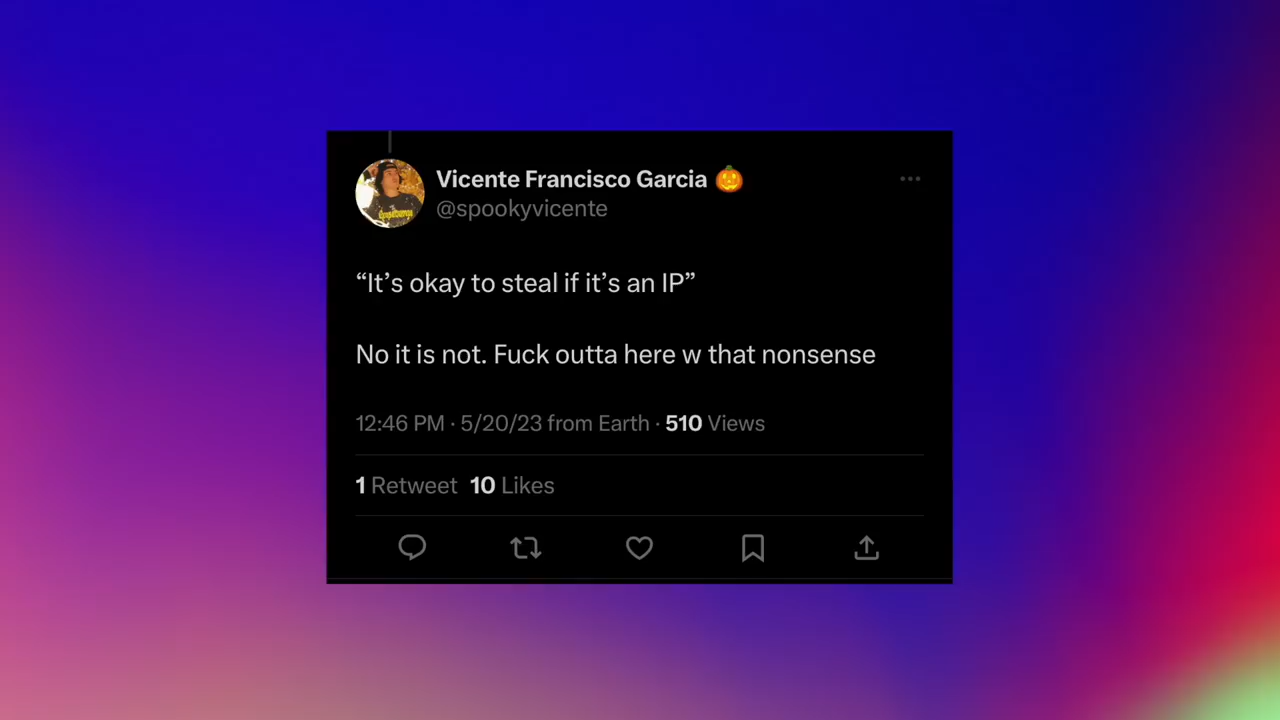 Vicente Francisco Garcia 🎃
@spookyvicente
“It’s okay to steal if it’s an IP”
No it is not. Fuck outta here w that nonsense
12:46 PM · 5/20/23 from Earth · 510 Views
1 Retweet 10 Likes